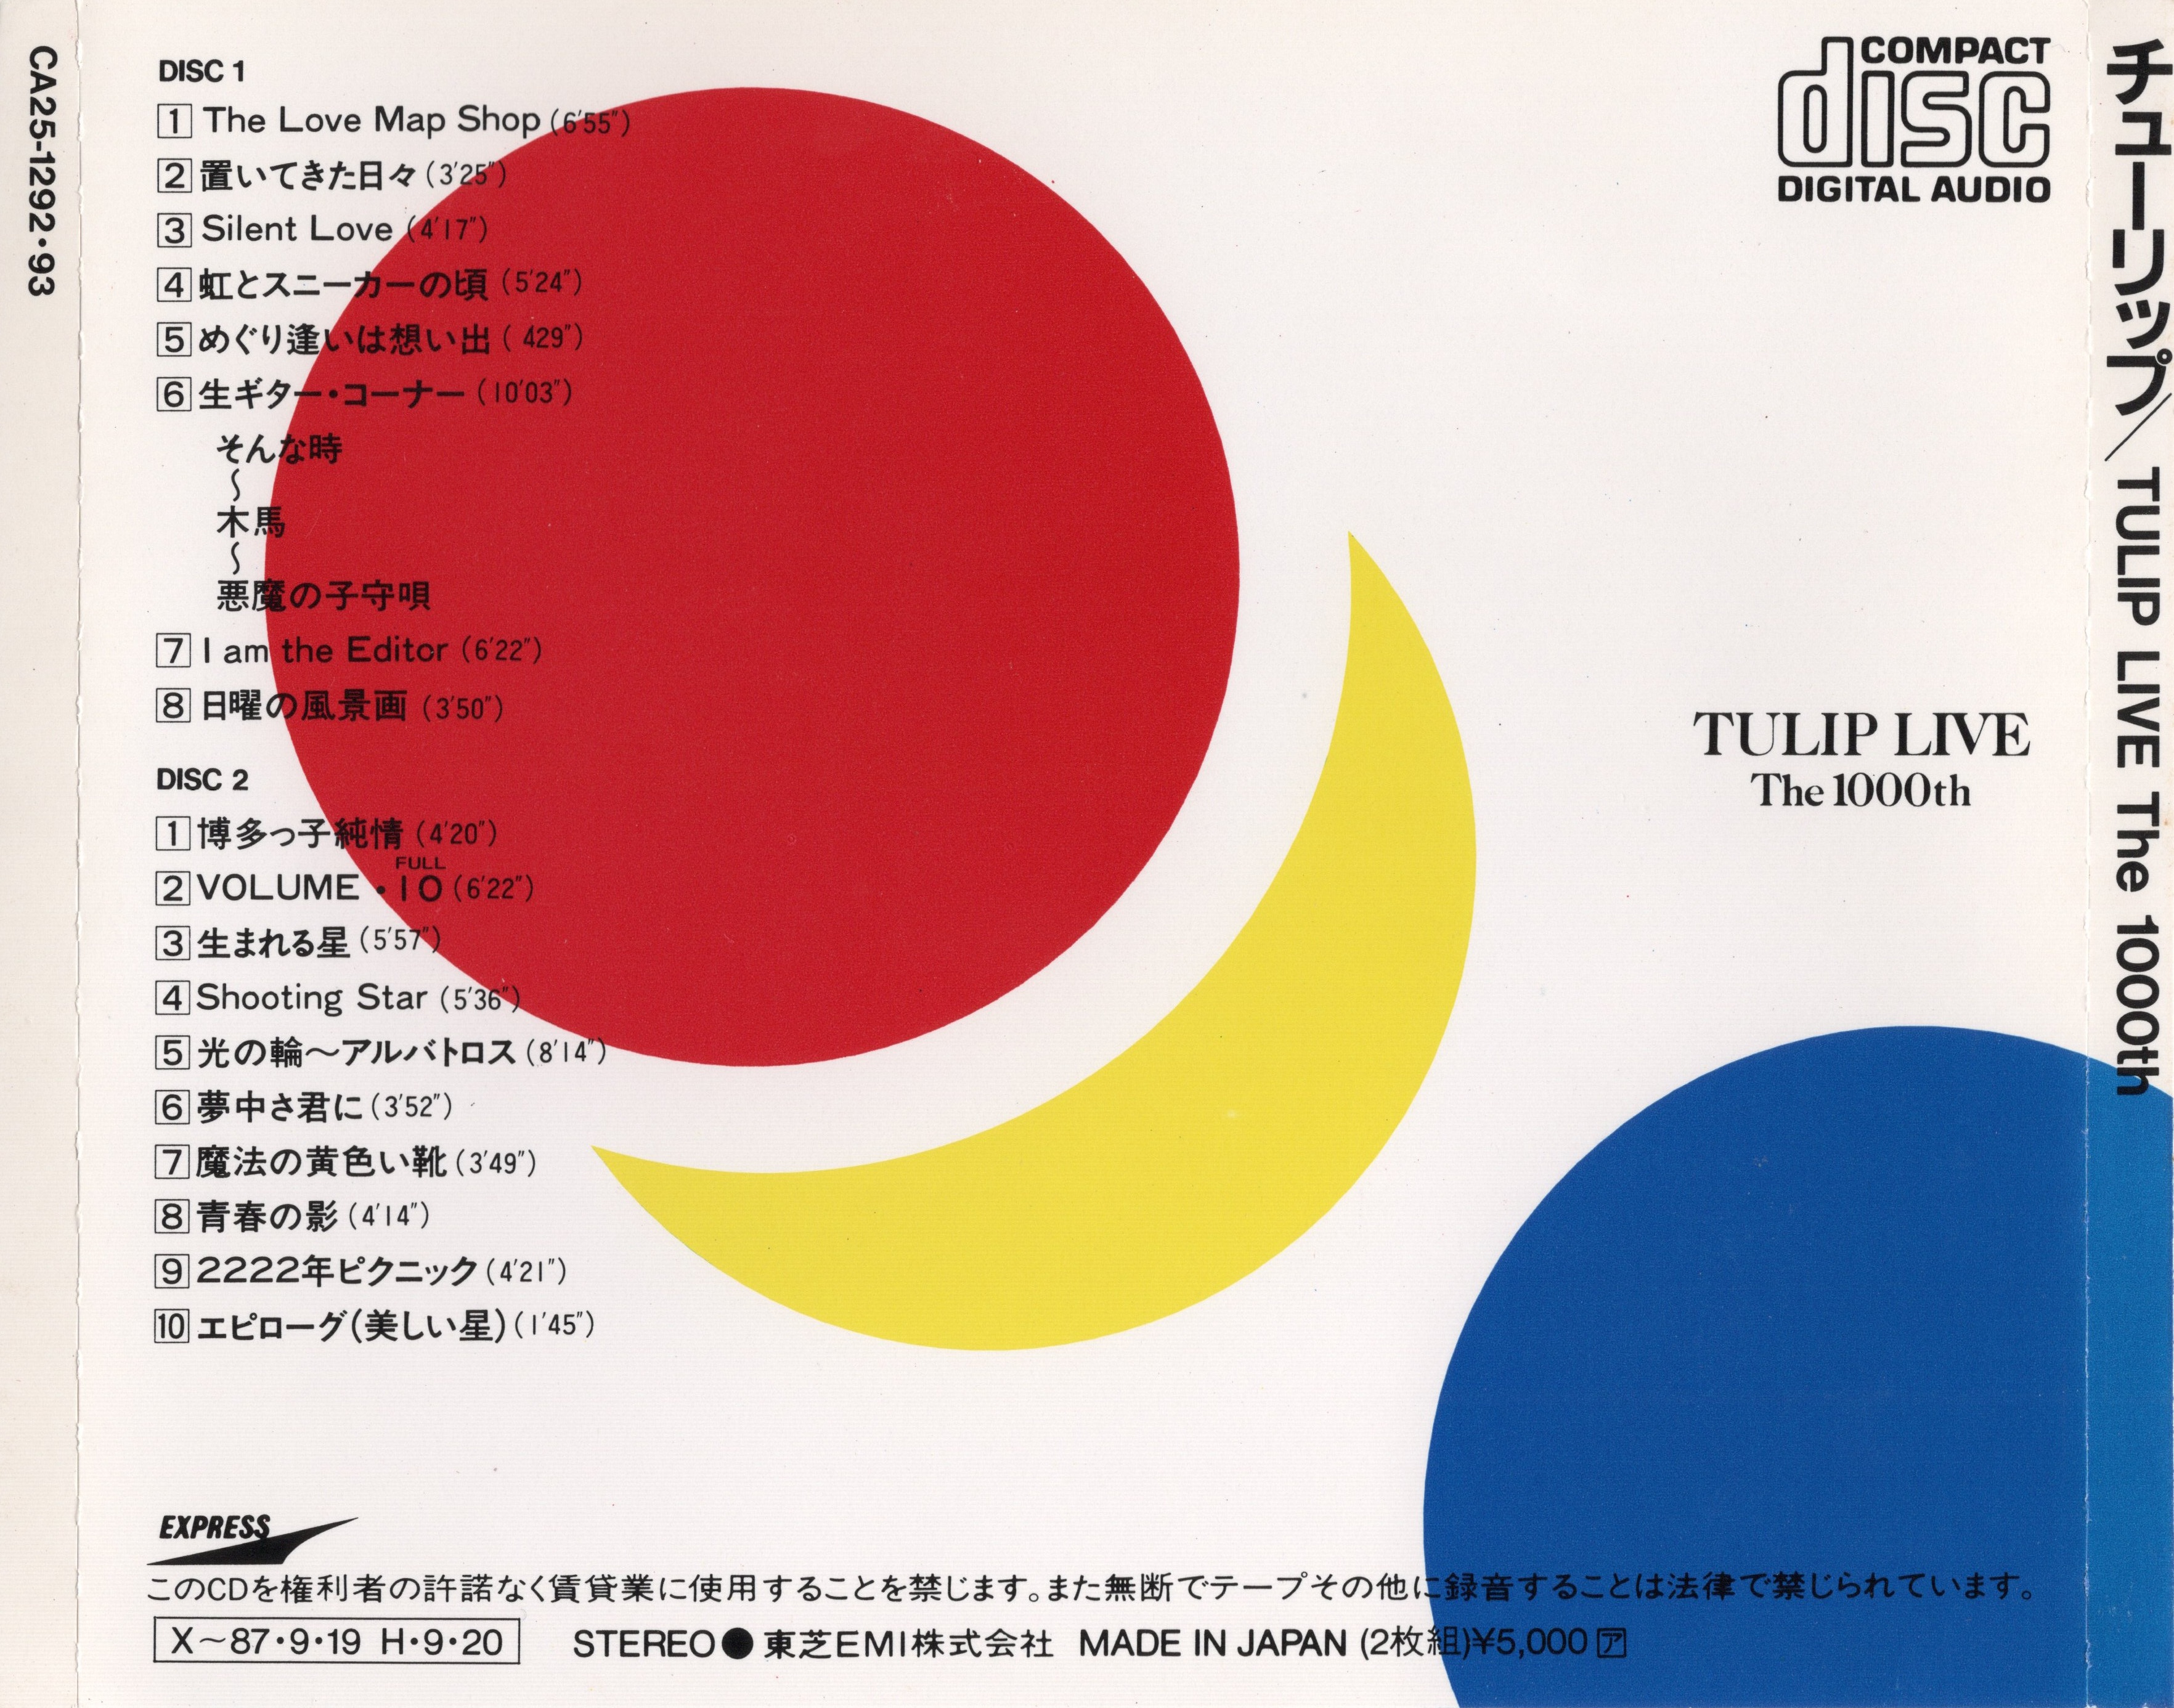 CA25-1292・93
DISC 1
1 The Love Map Shop (6'55")
2 置いてきた日々 (3'25")
3 Silent Love (4'17")
4 虹とスニーカーの頃 (5'24")
5 めぐり逢いは想い出 ( 429")
6 生ギター・コーナー (10'03")
そんな時
〜
木馬
〜
悪魔の子守唄
7 I am the Editor (6'22")
8 日曜の風景画 (3'50")
DISC 2
1 博多っ子純情 (4'20")
FULL
2 VOLUME・10 (6'22")
3 生まれる星 (5'57")
4 Shooting Star (5'36")
5 光の輪〜アルバトロス (8'14")
6 夢中さ君に (3'52")
7 魔法の黄色い靴 (3'49")
8 青春の影 (4'14")
9 2222年ピクニック (4'21")
10 エピローグ(美しい星) (1'45")
COMPACT
disc
DIGITAL AUDIO
TULIP LIVE
The 1000th
チューリップ/TULIP LIVE The 1000th
EXPRESS
このCDを権利者の許諾なく賃貸業に使用することを禁じます。また無断でテープその他に録音することは法律で禁じられています。
X〜87・9・19 H・9・20
STEREO●東芝EMI株式会社 MADE IN JAPAN (2枚組)¥5,000 ア